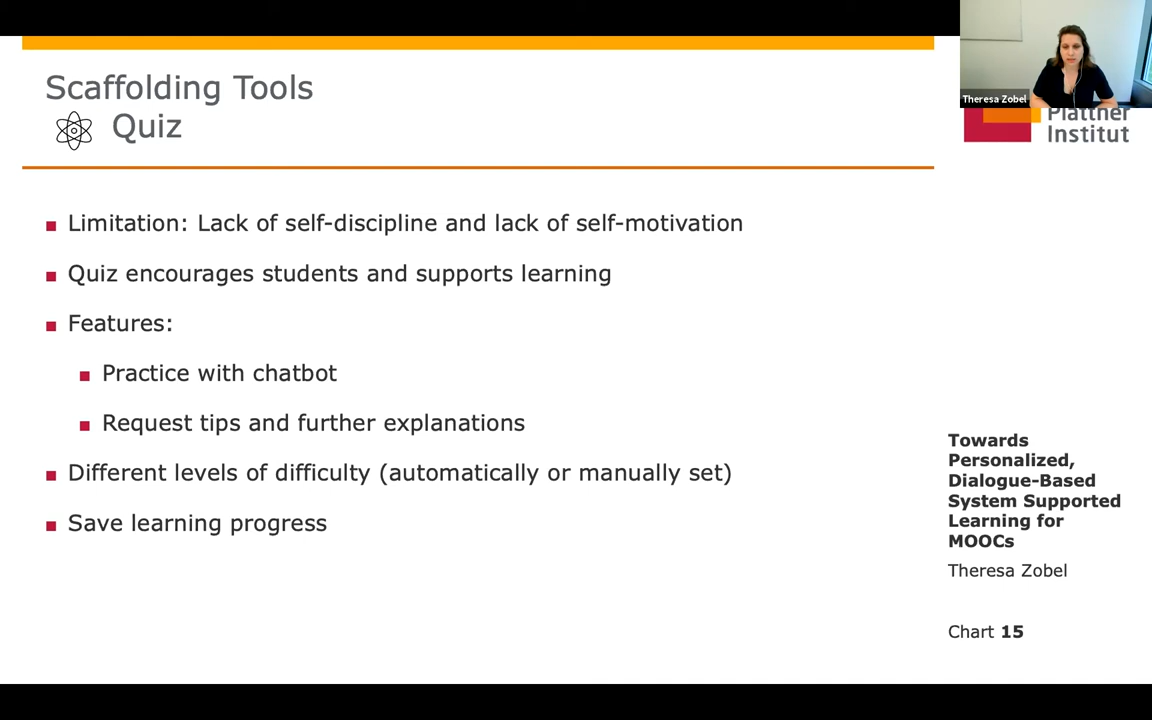 Scaffolding Tools
Quiz
Theresa Zobel
Plattner
Institut
Limitation: Lack of self-discipline and lack of self-motivation
Quiz encourages students and supports learning
Features:
Practice with chatbot
Request tips and further explanations
Different levels of difficulty (automatically or manually set)
Save learning progress
Towards
Personalized,
Dialogue-Based
System Supported
Learning for
MOOCs
Theresa Zobel
Chart 15